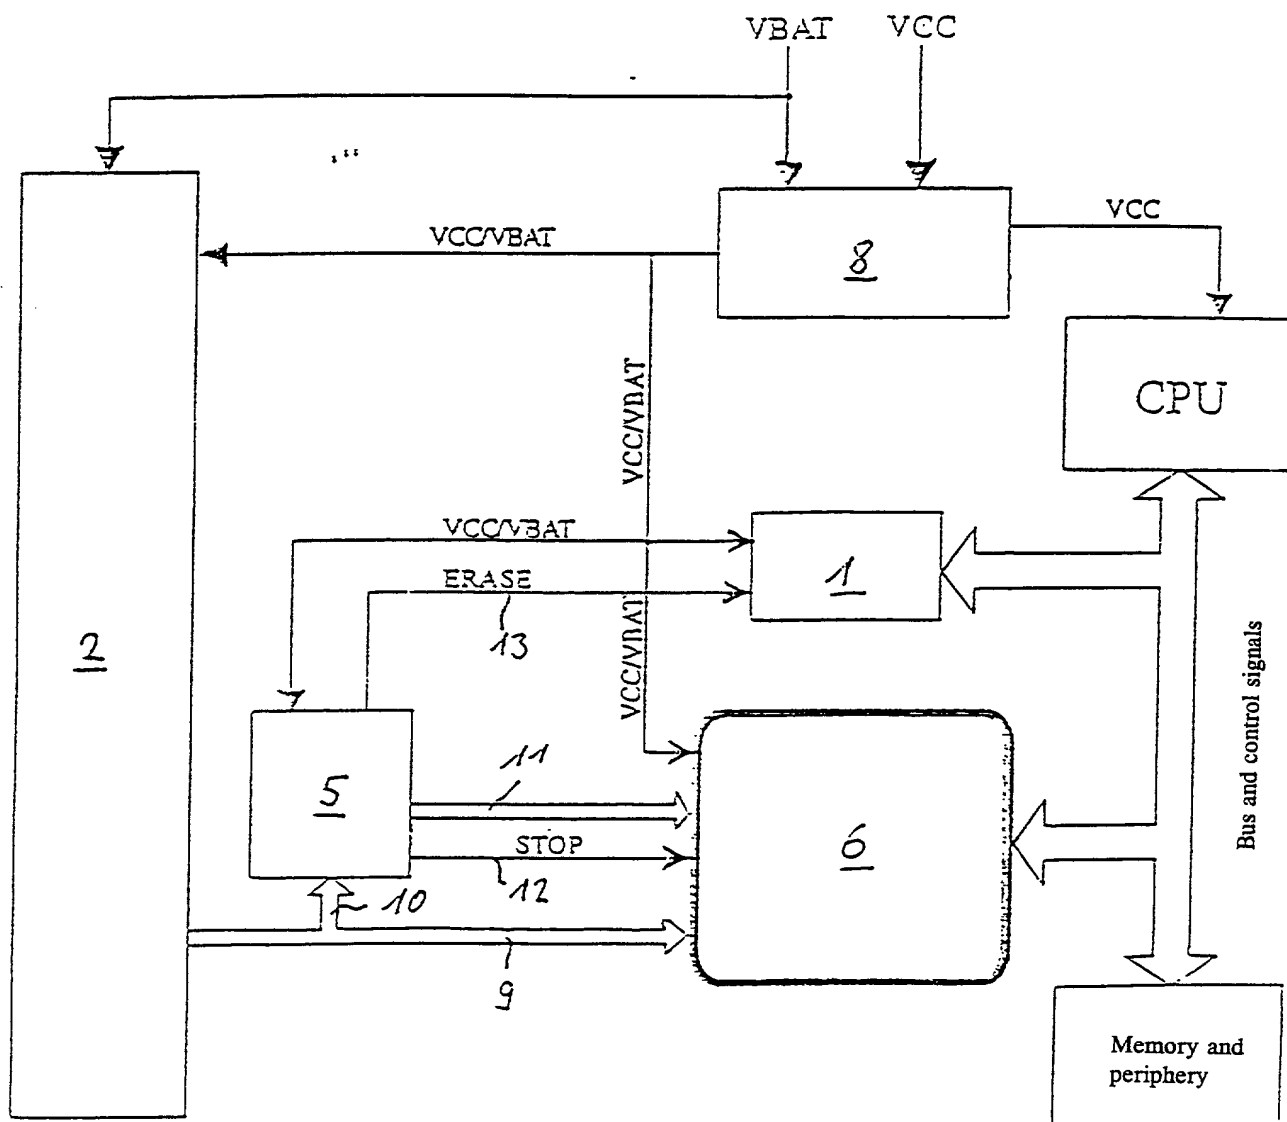 VBAT
VCC
VCC/VBAT
VCC
8
VCC/VBAT
CPU
VCC/VBAT
1
ERASE
13
2
VCC/VBAT
Bus and control signals
11
5
6
STOP
12
10
9
Memory and
periphery